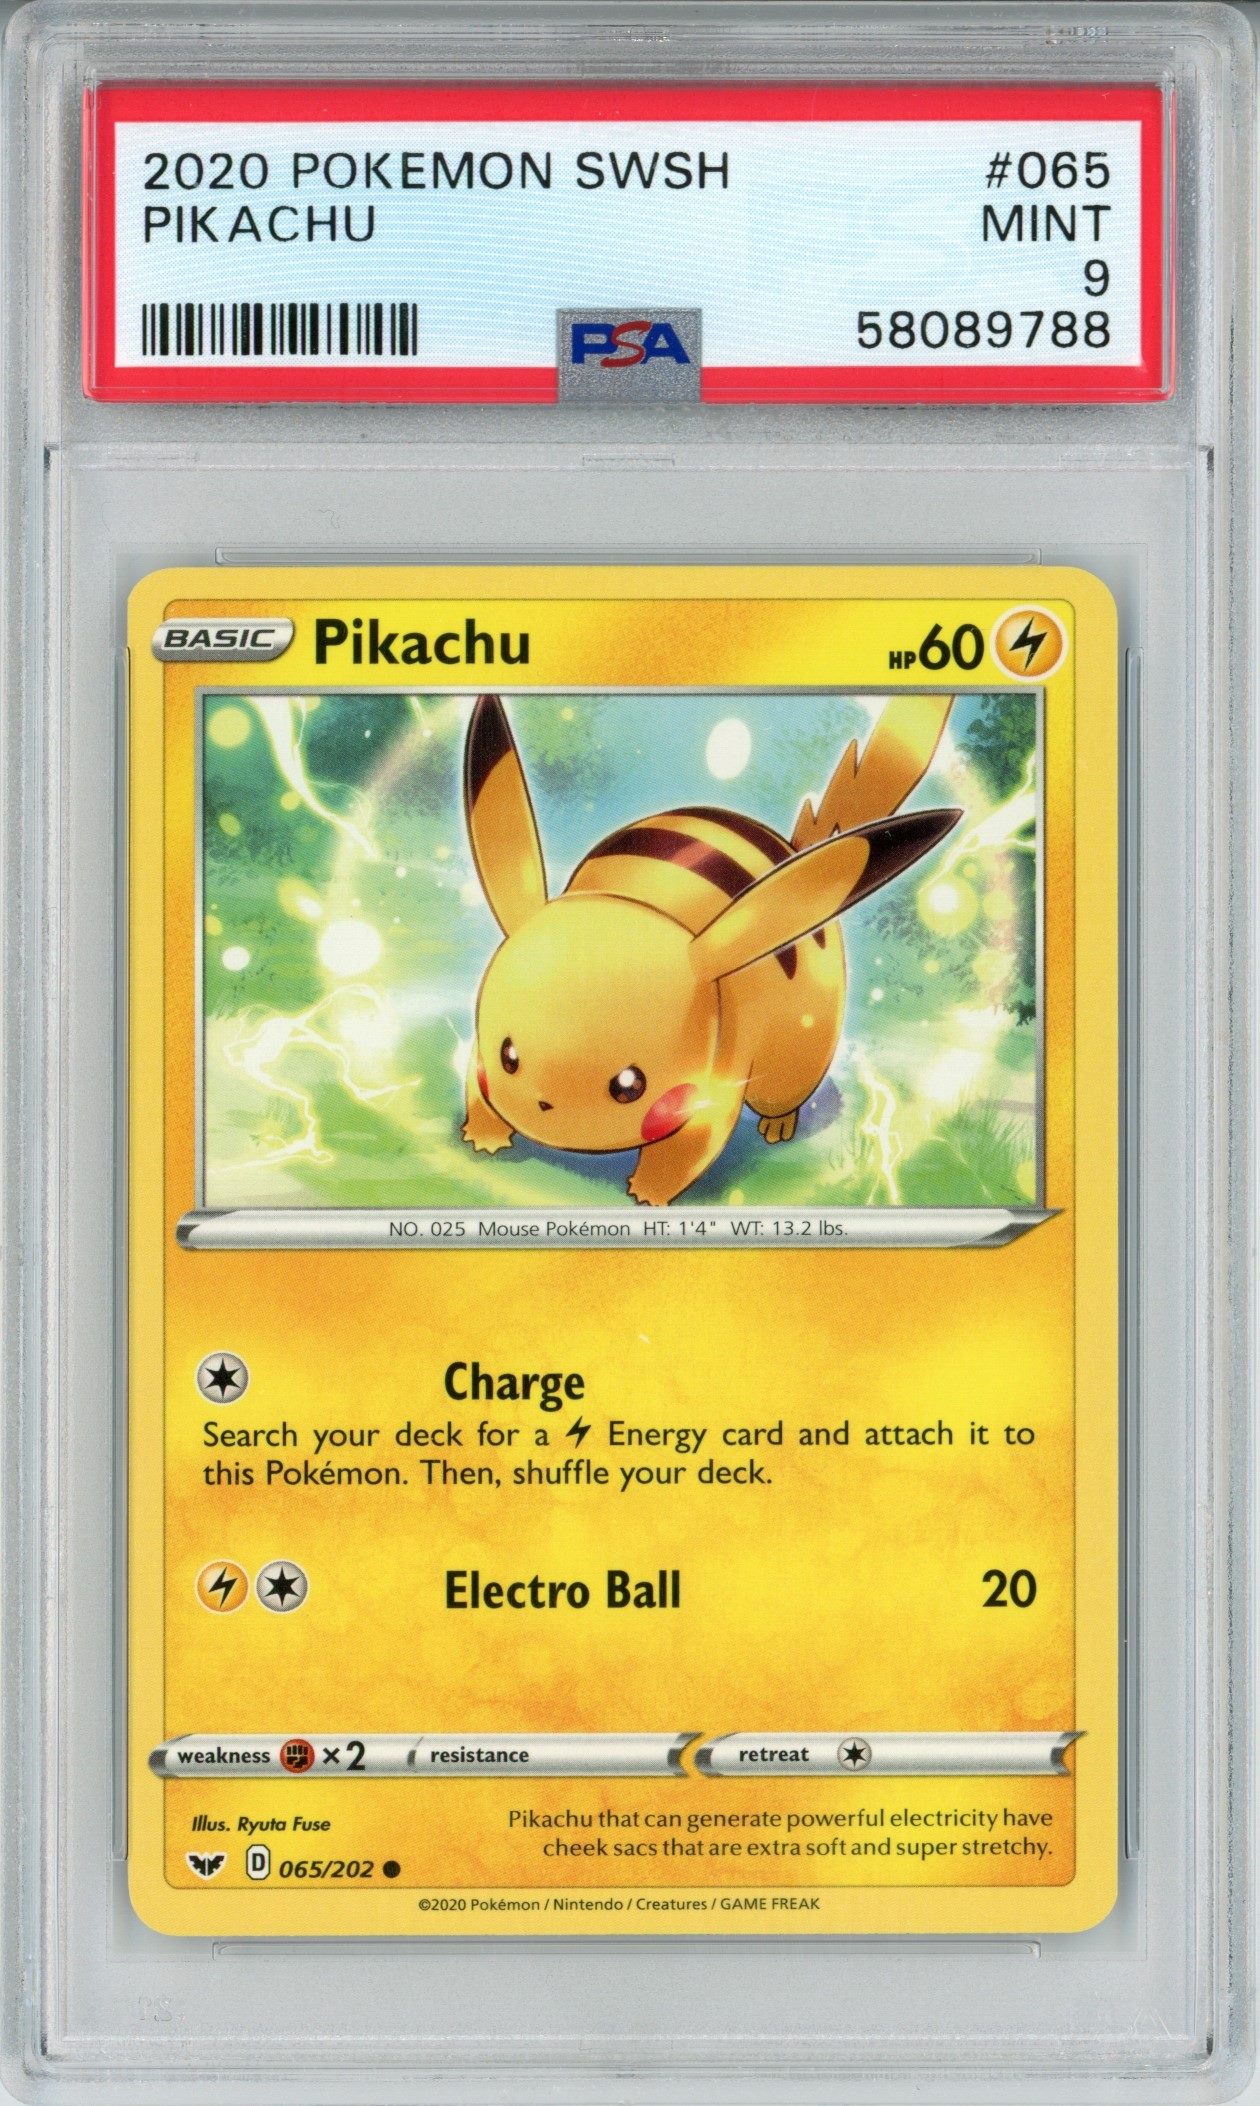 2020 POKEMON SWSH #065
PIKACHU MINT
9
PSA 58089788
BASIC Pikachu HP60
NO. 025 Mouse Pokémon HT: 1'4" WT: 13.2 lbs.
Charge
Search your deck for a Energy card and attach it to
this Pokémon. Then, shuffle your deck.
Electro Ball 20
weakness ×2 resistance retreat
Illus. Ryuta Fuse
Pikachu that can generate powerful electricity have
cheek sacs that are extra soft and super stretchy.
D 065/202
©2020 Pokémon / Nintendo / Creatures / GAME FREAK